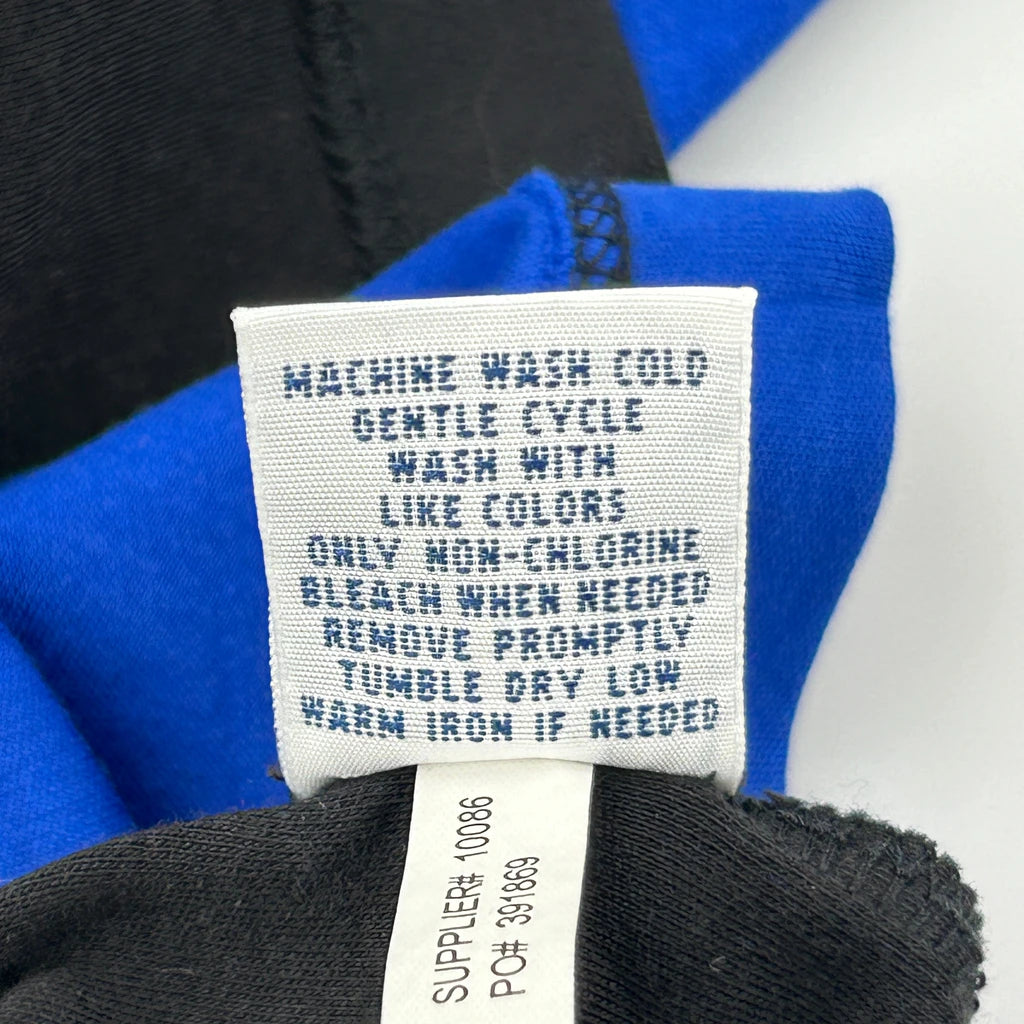 MACHINE WASH COLD
GENTLE CYCLE
WASH WITH
LIKE COLORS
ONLY NON-CHLORINE
BLEACH WHEN NEEDED
REMOVE PROMPTLY
TUMBLE DRY LOW
WARM IRON IF NEEDED
SUPPLIER# 10086
PO# 391869